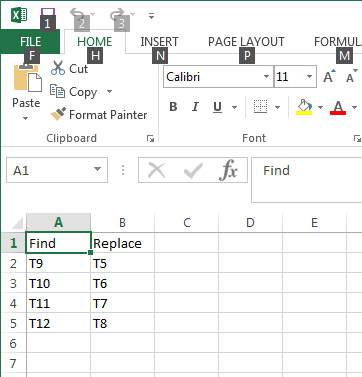 1 2 3
FILE HOME INSERT PAGE LAYOUT FORMULA
F H N P M
Cut
Copy
Paste
Format Painter
Clipboard
Calibri 11 A A
B I U A
Font
A1 fx Find
A B C D E
1 Find Replace
2 T9 T5
3 T10 T6
4 T11 T7
5 T12 T8
6
7